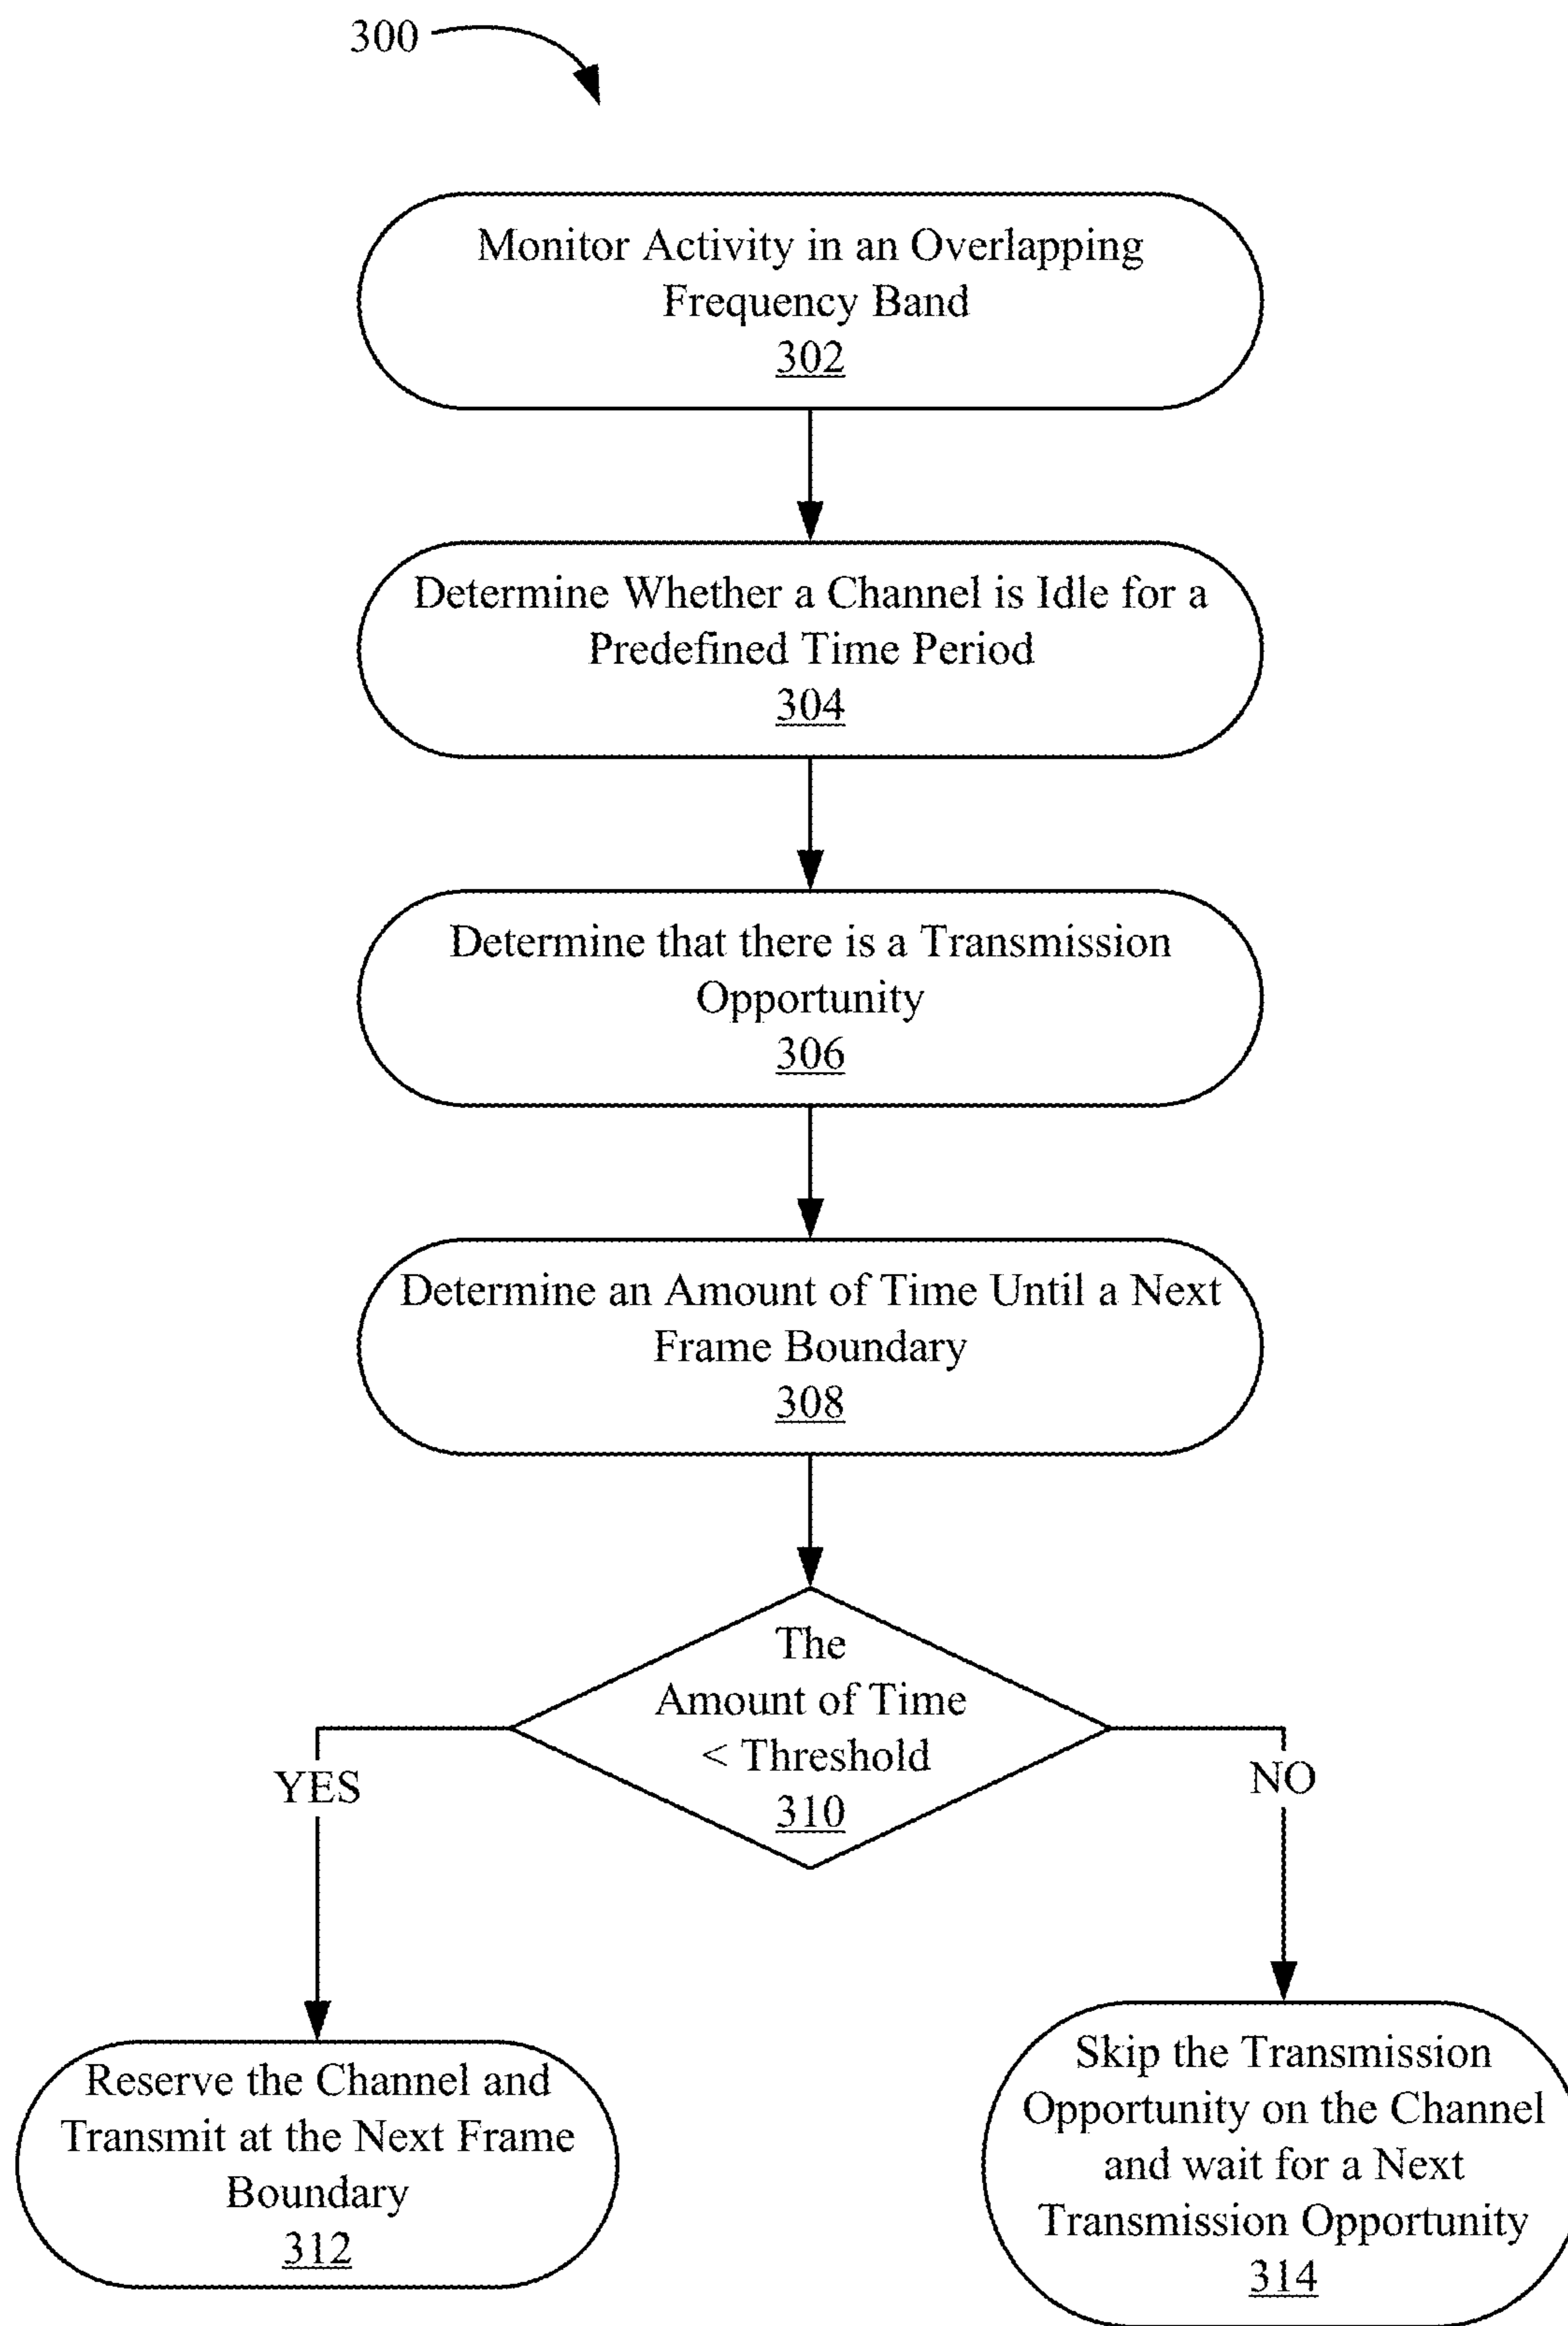 300
Monitor Activity in an Overlapping
Frequency Band
302
Determine Whether a Channel is Idle for a
Predefined Time Period
304
Determine that there is a Transmission
Opportunity
306
Determine an Amount of Time Until a Next
Frame Boundary
308
The
Amount of Time
< Threshold
310
YES
NO
Reserve the Channel and
Transmit at the Next Frame
Boundary
312
Skip the Transmission
Opportunity on the Channel
and wait for a Next
Transmission Opportunity
314